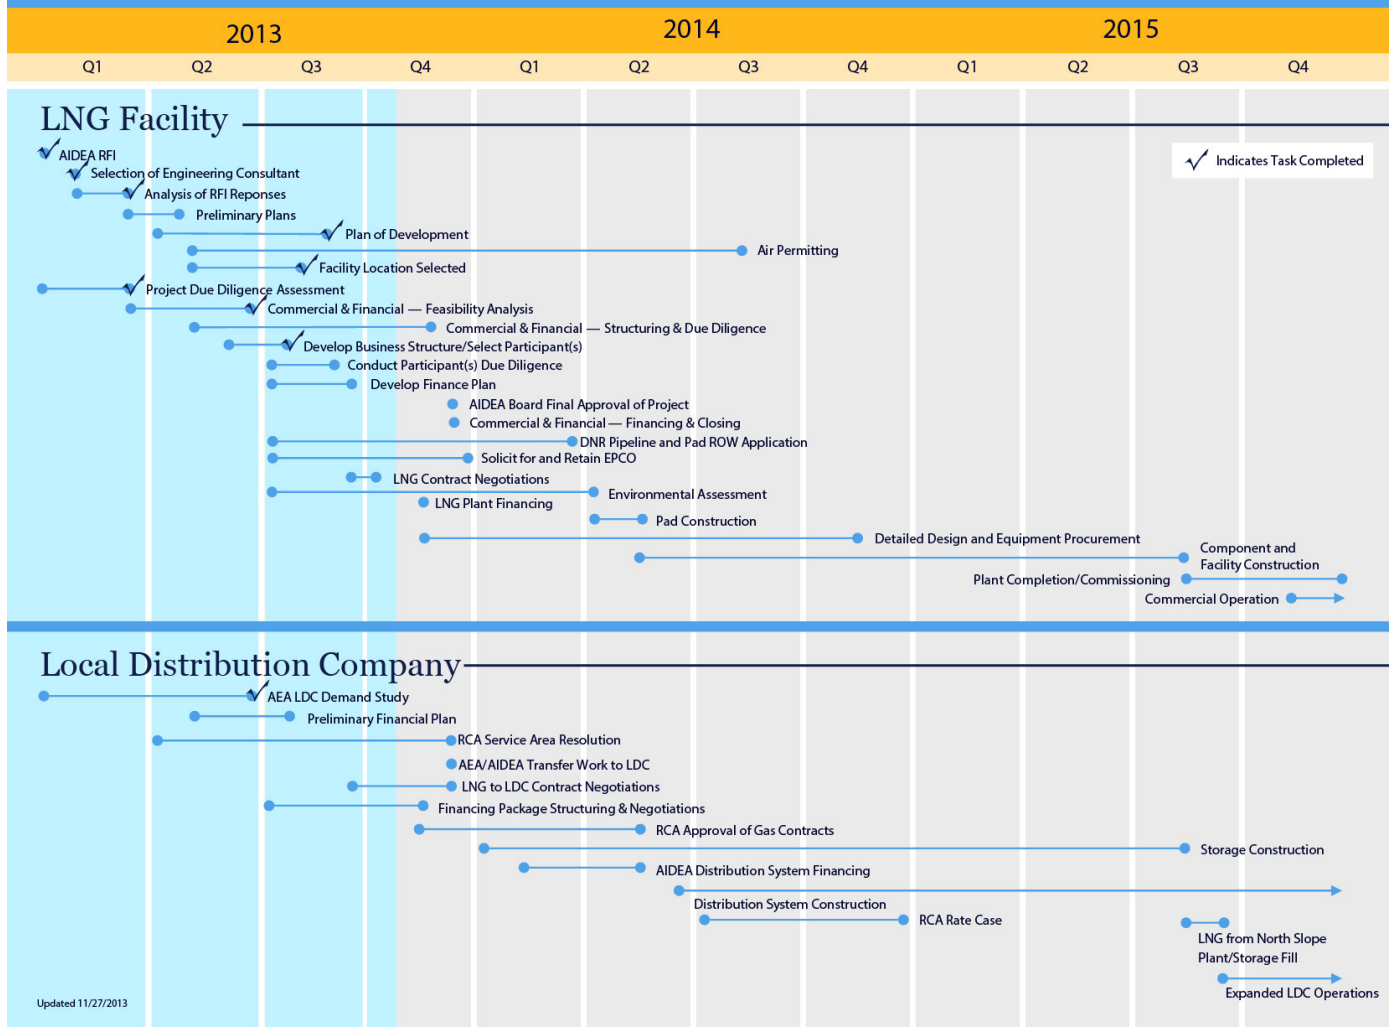 2013 2014 2015
Q1 Q2 Q3 Q4 Q1 Q2 Q3 Q4 Q1 Q2 Q3 Q4
LNG Facility
AIDEA RFI
Indicates Task Completed
Selection of Engineering Consultant
Analysis of RFI Reponses
Preliminary Plans
Plan of Development
Air Permitting
Facility Location Selected
Project Due Diligence Assessment
Commercial & Financial — Feasibility Analysis
Commercial & Financial — Structuring & Due Diligence
Develop Business Structure/Select Participant(s)
Conduct Participant(s) Due Diligence
Develop Finance Plan
AIDEA Board Final Approval of Project
Commercial & Financial — Financing & Closing
DNR Pipeline and Pad ROW Application
Solicit for and Retain EPCO
LNG Contract Negotiations
Environmental Assessment
LNG Plant Financing
Pad Construction
Detailed Design and Equipment Procurement
Component and
Facility Construction
Plant Completion/Commissioning
Commercial Operation
Local Distribution Company
AEA LDC Demand Study
Preliminary Financial Plan
RCA Service Area Resolution
AEA/AIDEA Transfer Work to LDC
LNG to LDC Contract Negotiations
Financing Package Structuring & Negotiations
RCA Approval of Gas Contracts
Storage Construction
AIDEA Distribution System Financing
Distribution System Construction
RCA Rate Case
LNG from North Slope
Plant/Storage Fill
Expanded LDC Operations
Updated 11/27/2013